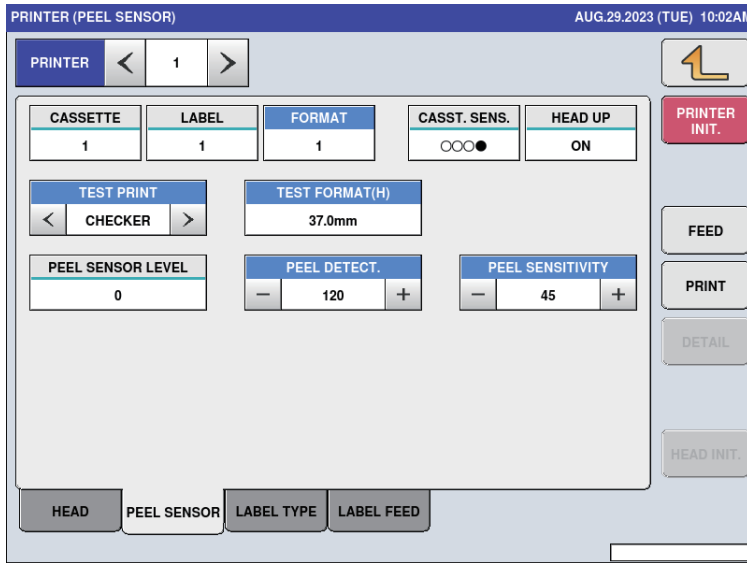 PRINTER (PEEL SENSOR) AUG.29.2023 (TUE) 10:02AM
PRINTER < 1 >
PRINTER INIT.
CASSETTE LABEL FORMAT CASST. SENS. HEAD UP
1 1 1 ○○○● ON
TEST PRINT TEST FORMAT(H)
< CHECKER > 37.0mm
FEED
PEEL SENSOR LEVEL PEEL DETECT. PEEL SENSITIVITY
0 − 120 + − 45 +
PRINT
DETAIL
HEAD INIT.
HEAD PEEL SENSOR LABEL TYPE LABEL FEED